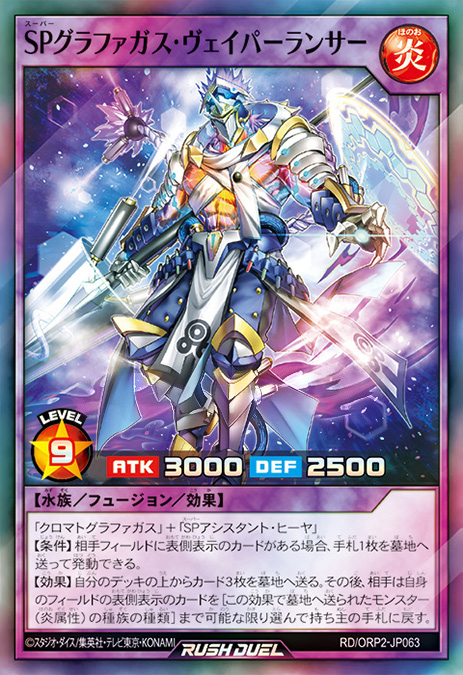 スーパー
SPグラファガス・ヴェイパーランサー
ほのお
炎
LEVEL
9
ATK 3000 DEF 2500
【水族／フュージョン／効果】
「クロマトグラファガス」+「SPアシスタント・ヒーヤ」
【条件】相手フィールドに表側表示のカードがある場合、手札1枚を墓地へ
送って発動できる。
【効果】自分のデッキの上からカード3枚を墓地へ送る。その後、相手は自身
のフィールドの表側表示のカードを[この効果で墓地へ送られたモンスター
(炎属性)の種族の種類]まで可能な限り選んで持ち主の手札に戻す。
©スタジオ・ダイス/集英社・テレビ東京・KONAMI
RUSH DUEL
RD/ORP2-JP063